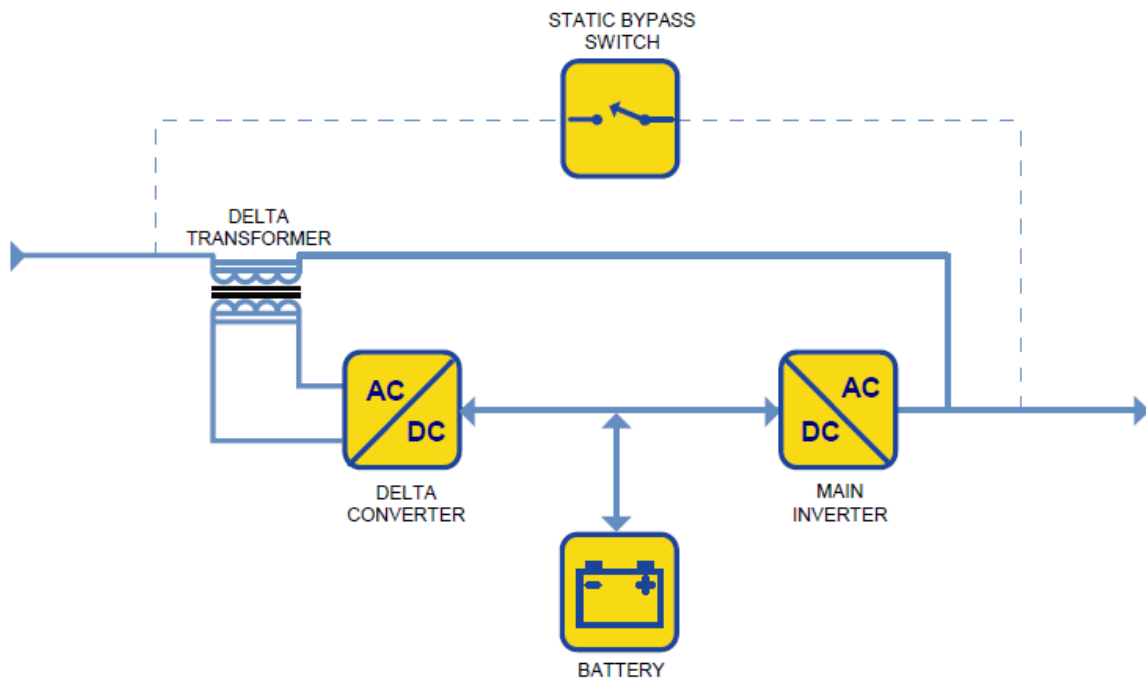 STATIC BYPASS
SWITCH
DELTA
TRANSFORMER
AC
DC
AC
DC
DELTA
CONVERTER
MAIN
INVERTER
BATTERY